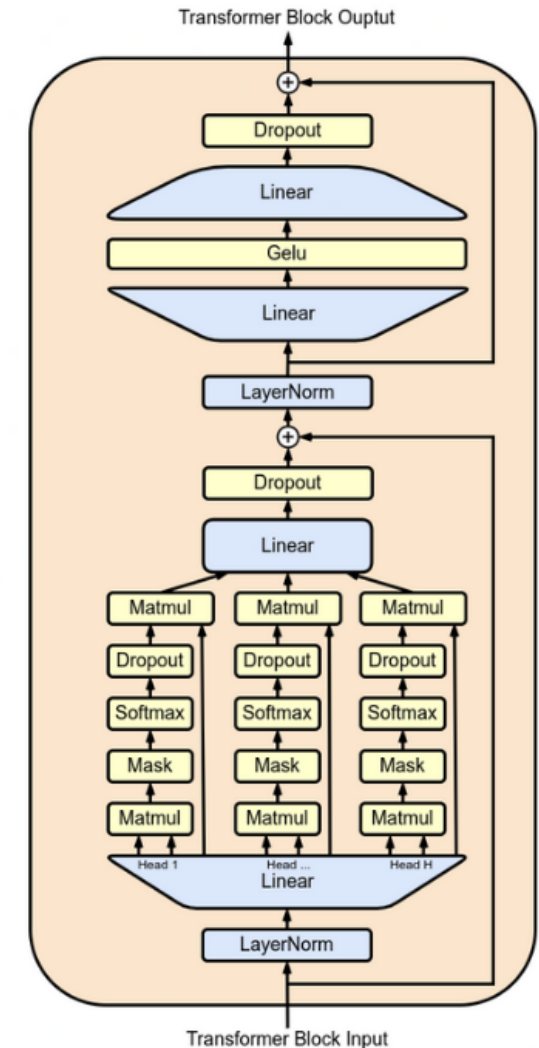 Transformer Block Ouptut
Dropout
Linear
Gelu
Linear
LayerNorm
Dropout
Linear
Matmul Matmul Matmul
Dropout Dropout Dropout
Softmax Softmax Softmax
Mask Mask Mask
Matmul Matmul Matmul
Head 1 Head ... Head H
Linear
LayerNorm
Transformer Block Input